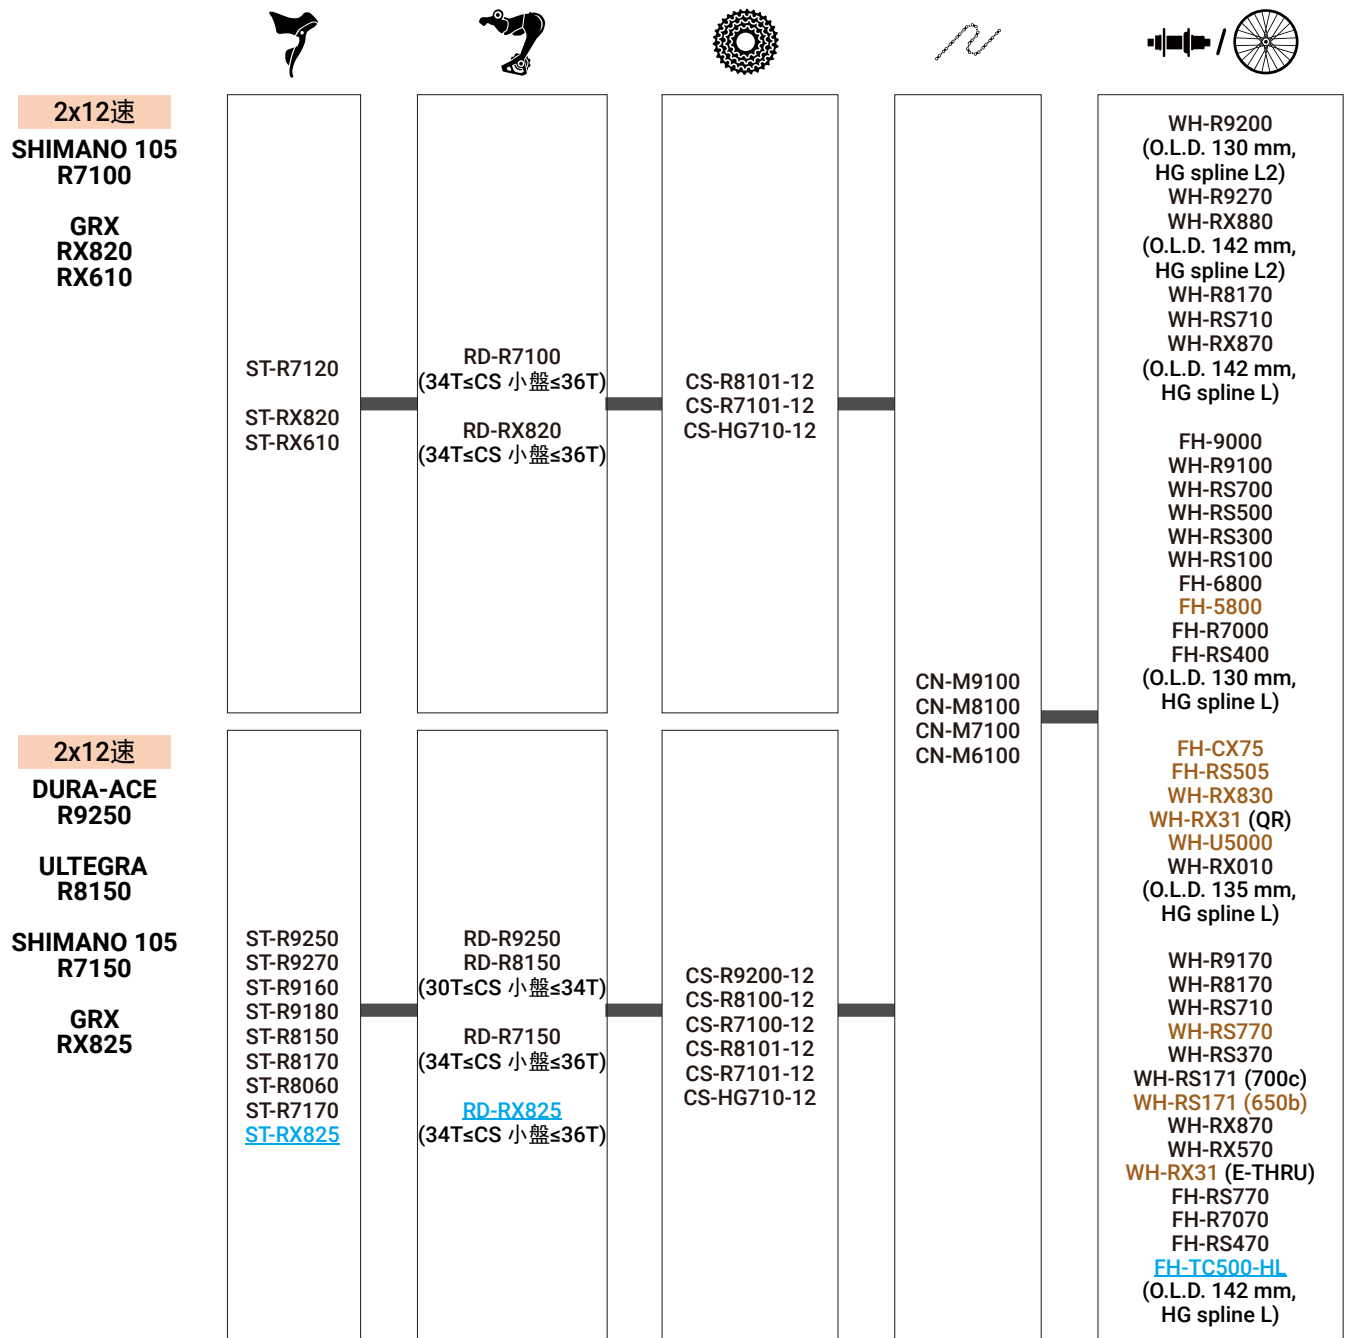 2x12速
SHIMANO 105
R7100
GRX
RX820
RX610
ST-R7120
ST-RX820
ST-RX610
RD-R7100
(34T≤CS 小盤≤36T)
RD-RX820
(34T≤CS 小盤≤36T)
CS-R8101-12
CS-R7101-12
CS-HG710-12
2x12速
DURA-ACE
R9250
ULTEGRA
R8150
SHIMANO 105
R7150
GRX
RX825
ST-R9250
ST-R9270
ST-R9160
ST-R9180
ST-R8150
ST-R8170
ST-R8060
ST-R7170
ST-RX825
RD-R9250
RD-R8150
(30T≤CS 小盤≤34T)
RD-R7150
(34T≤CS 小盤≤36T)
RD-RX825
(34T≤CS 小盤≤36T)
CS-R9200-12
CS-R8100-12
CS-R7100-12
CS-R8101-12
CS-R7101-12
CS-HG710-12
CN-M9100
CN-M8100
CN-M7100
CN-M6100
/
WH-R9200
(O.L.D. 130 mm,
HG spline L2)
WH-R9270
WH-RX880
(O.L.D. 142 mm,
HG spline L2)
WH-R8170
WH-RS710
WH-RX870
(O.L.D. 142 mm,
HG spline L)
FH-9000
WH-R9100
WH-RS700
WH-RS500
WH-RS300
WH-RS100
FH-6800
FH-5800
FH-R7000
FH-RS400
(O.L.D. 130 mm,
HG spline L)
FH-CX75
FH-RS505
WH-RX830
WH-RX31 (QR)
WH-U5000
WH-RX010
(O.L.D. 135 mm,
HG spline L)
WH-R9170
WH-R8170
WH-RS710
WH-RS770
WH-RS370
WH-RS171 (700c)
WH-RS171 (650b)
WH-RX870
WH-RX570
WH-RX31 (E-THRU)
FH-RS770
FH-R7070
FH-RS470
FH-TC500-HL
(O.L.D. 142 mm,
HG spline L)